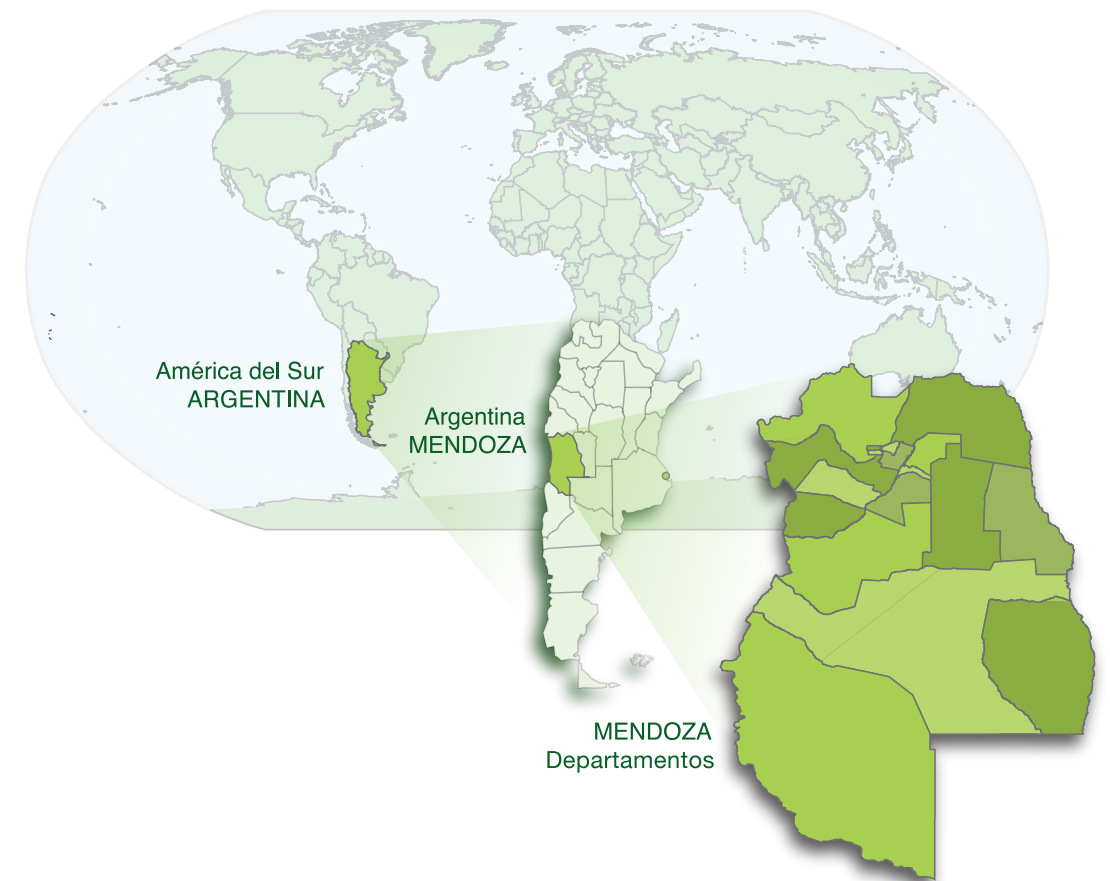 América del Sur
ARGENTINA
Argentina
MENDOZA
MENDOZA
Departamentos